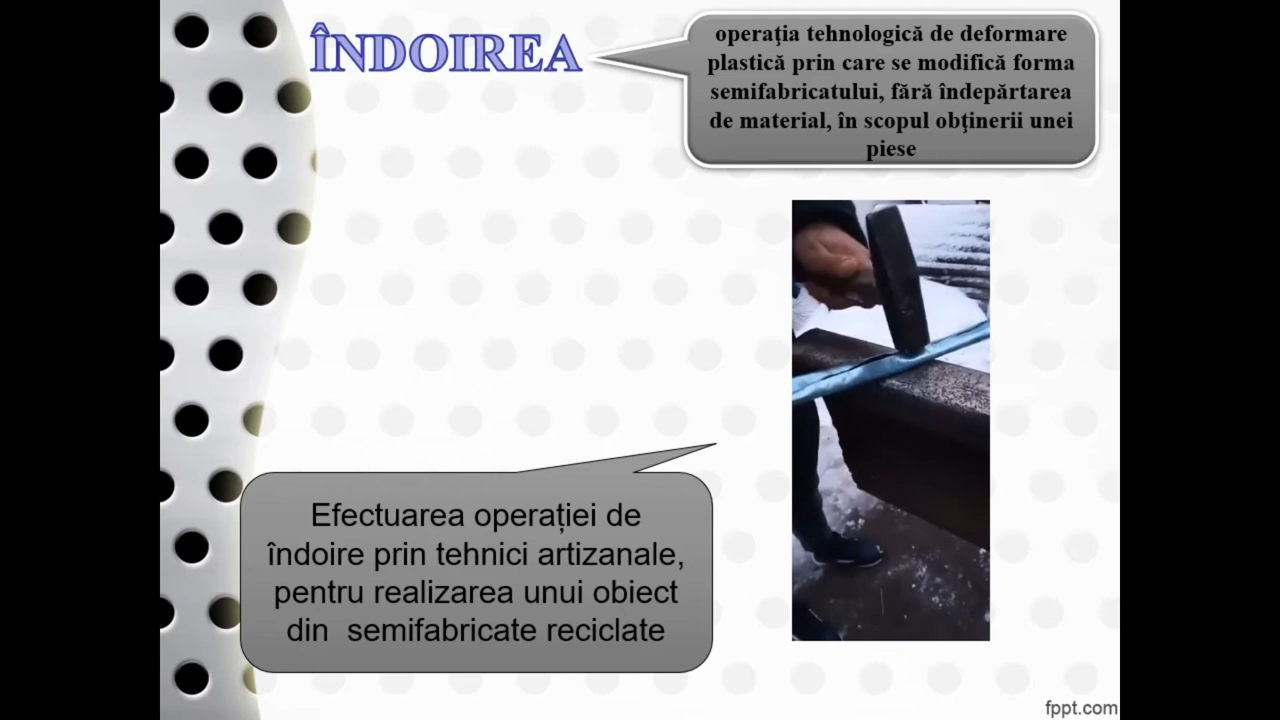 ÎNDOIREA
operaţia tehnologică de deformare
plastică prin care se modifică forma
semifabricatului, fără îndepărtarea
de material, în scopul obţinerii unei
piese
Efectuarea operației de
îndoire prin tehnici artizanale,
pentru realizarea unui obiect
din semifabricate reciclate
fppt.com